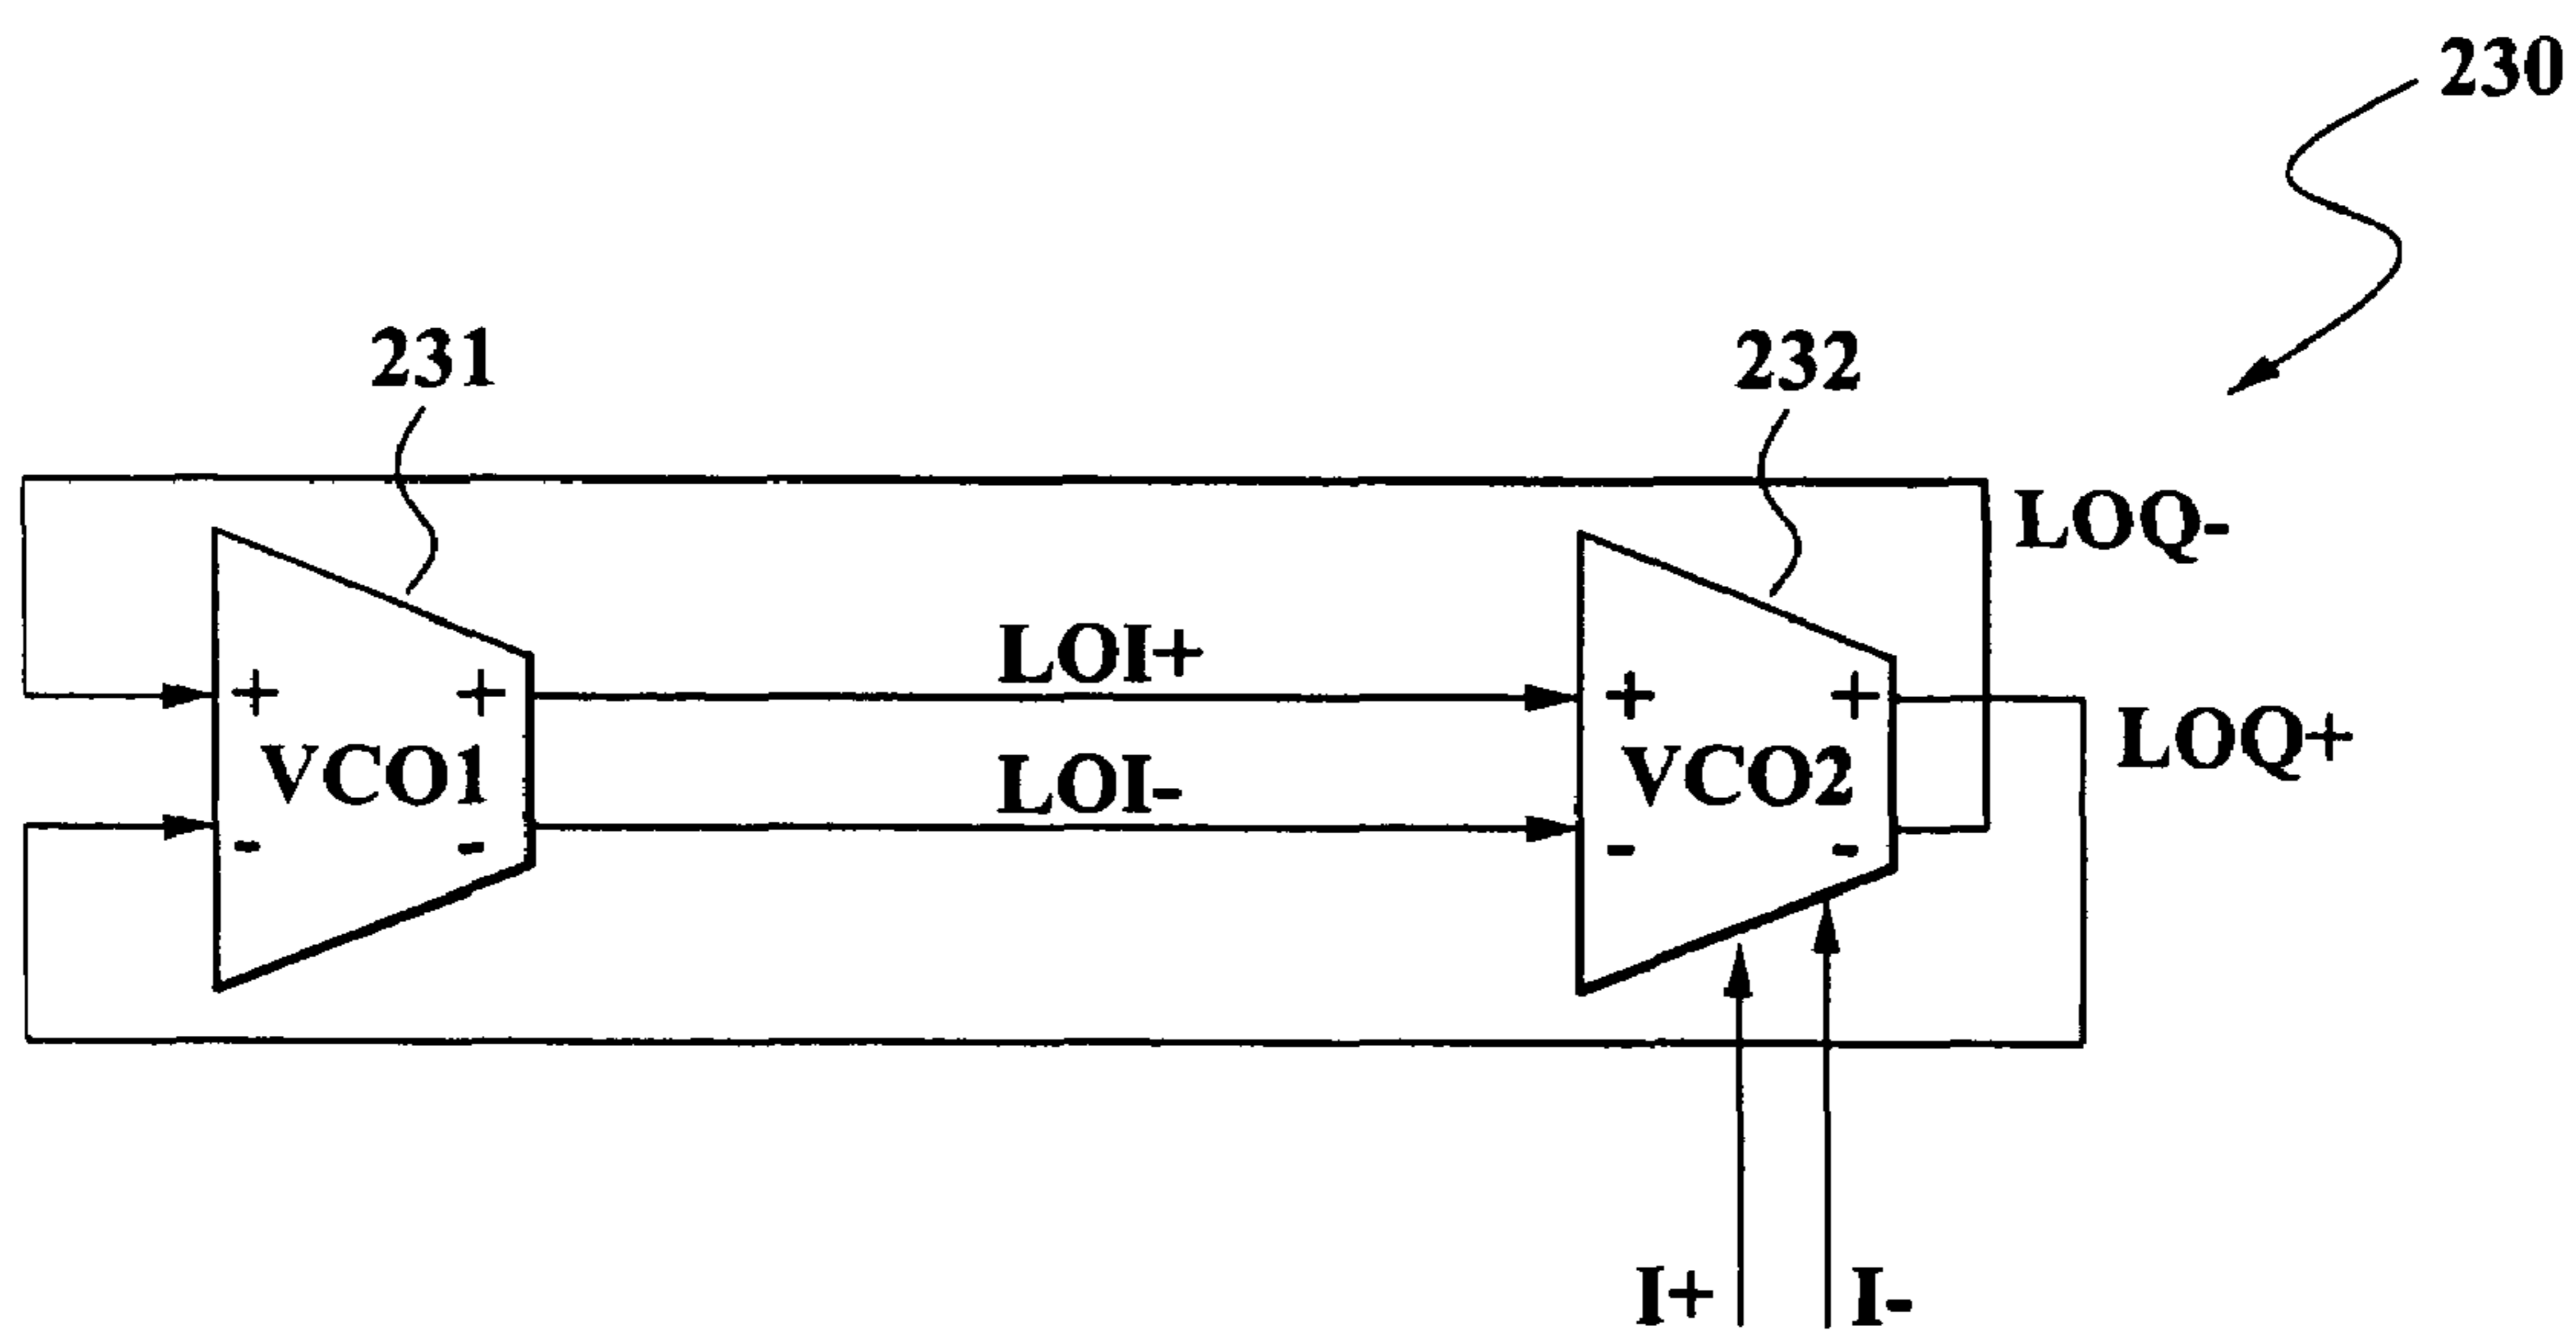 230
231
232
LOQ-
LOI+
+ +
+ +
VCO1
VCO2
LOQ+
LOI-
- -
- -
I+
I-